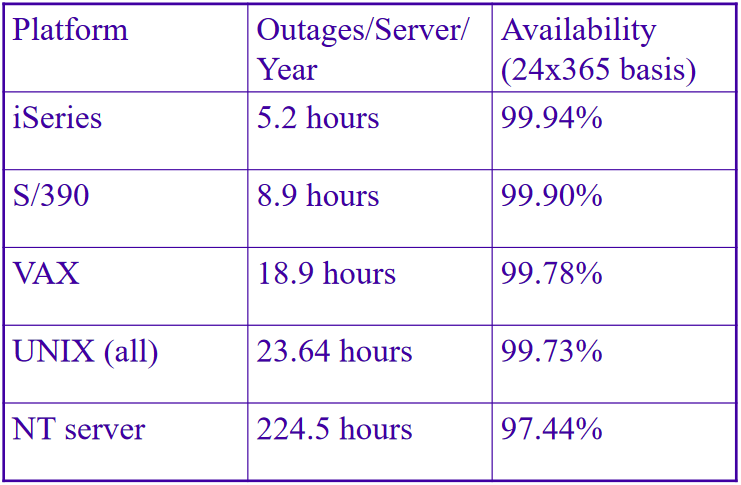 Platform
Outages/Server/
Year
Availability
(24x365 basis)
iSeries
5.2 hours
99.94%
S/390
8.9 hours
99.90%
VAX
18.9 hours
99.78%
UNIX (all)
23.64 hours
99.73%
NT server
224.5 hours
97.44%